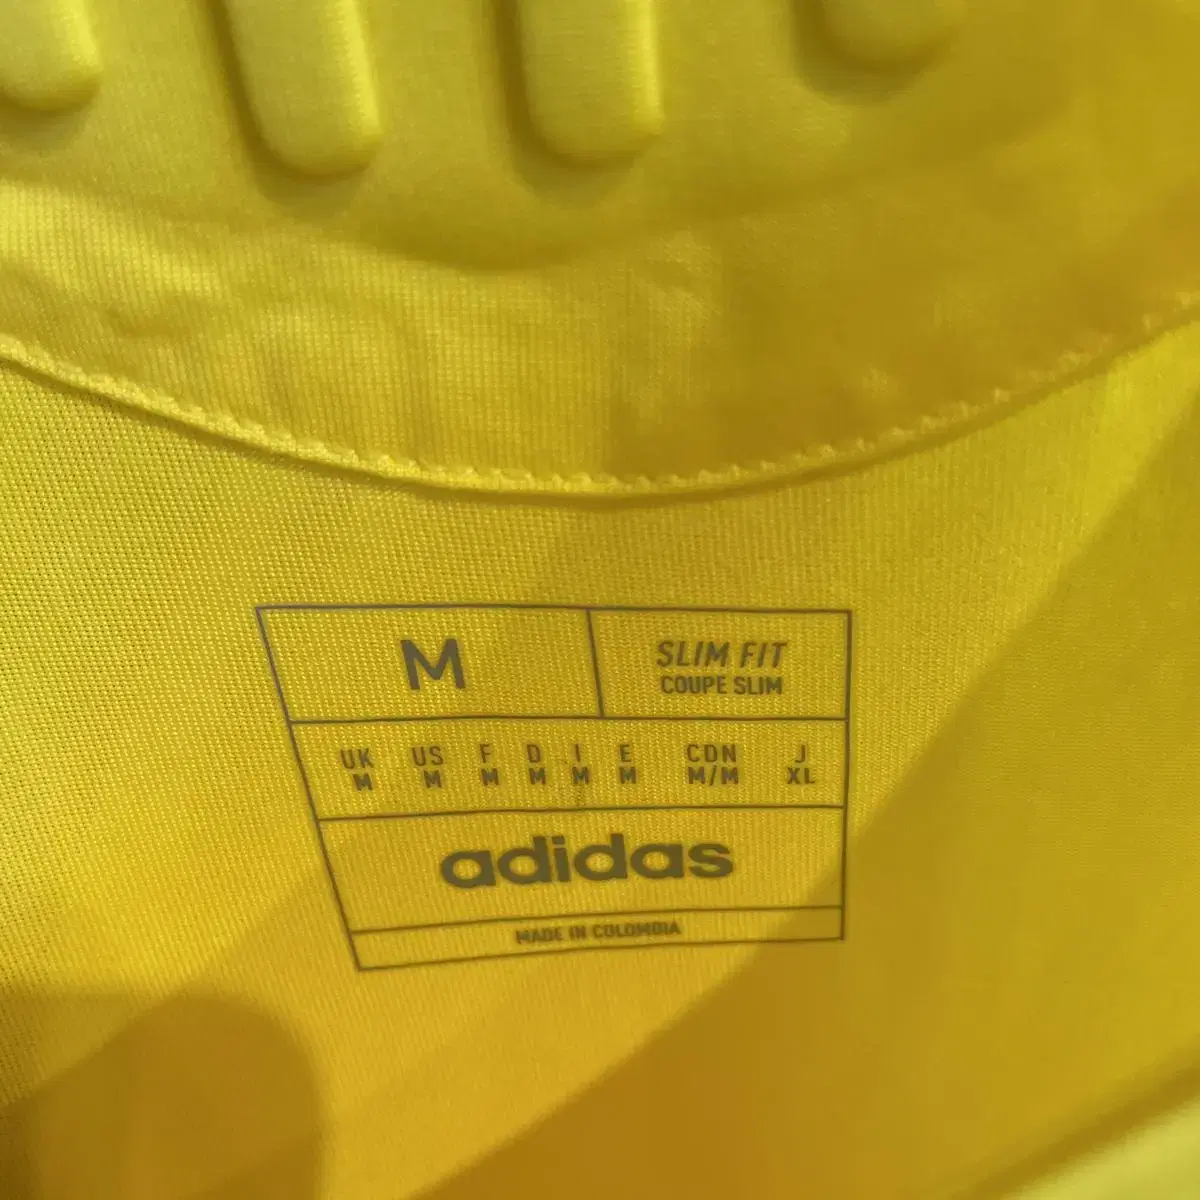 M
SLIM FIT
COUPE SLIM
UK US F D I E CDN J
M M M M M M M/M XL
adidas
MADE IN COLOMBIA